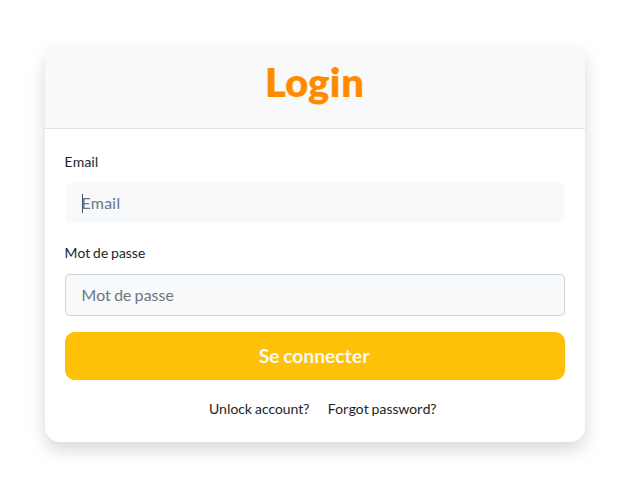 Login
Email
Email
Mot de passe
Mot de passe
Se connecter
Unlock account? Forgot password?